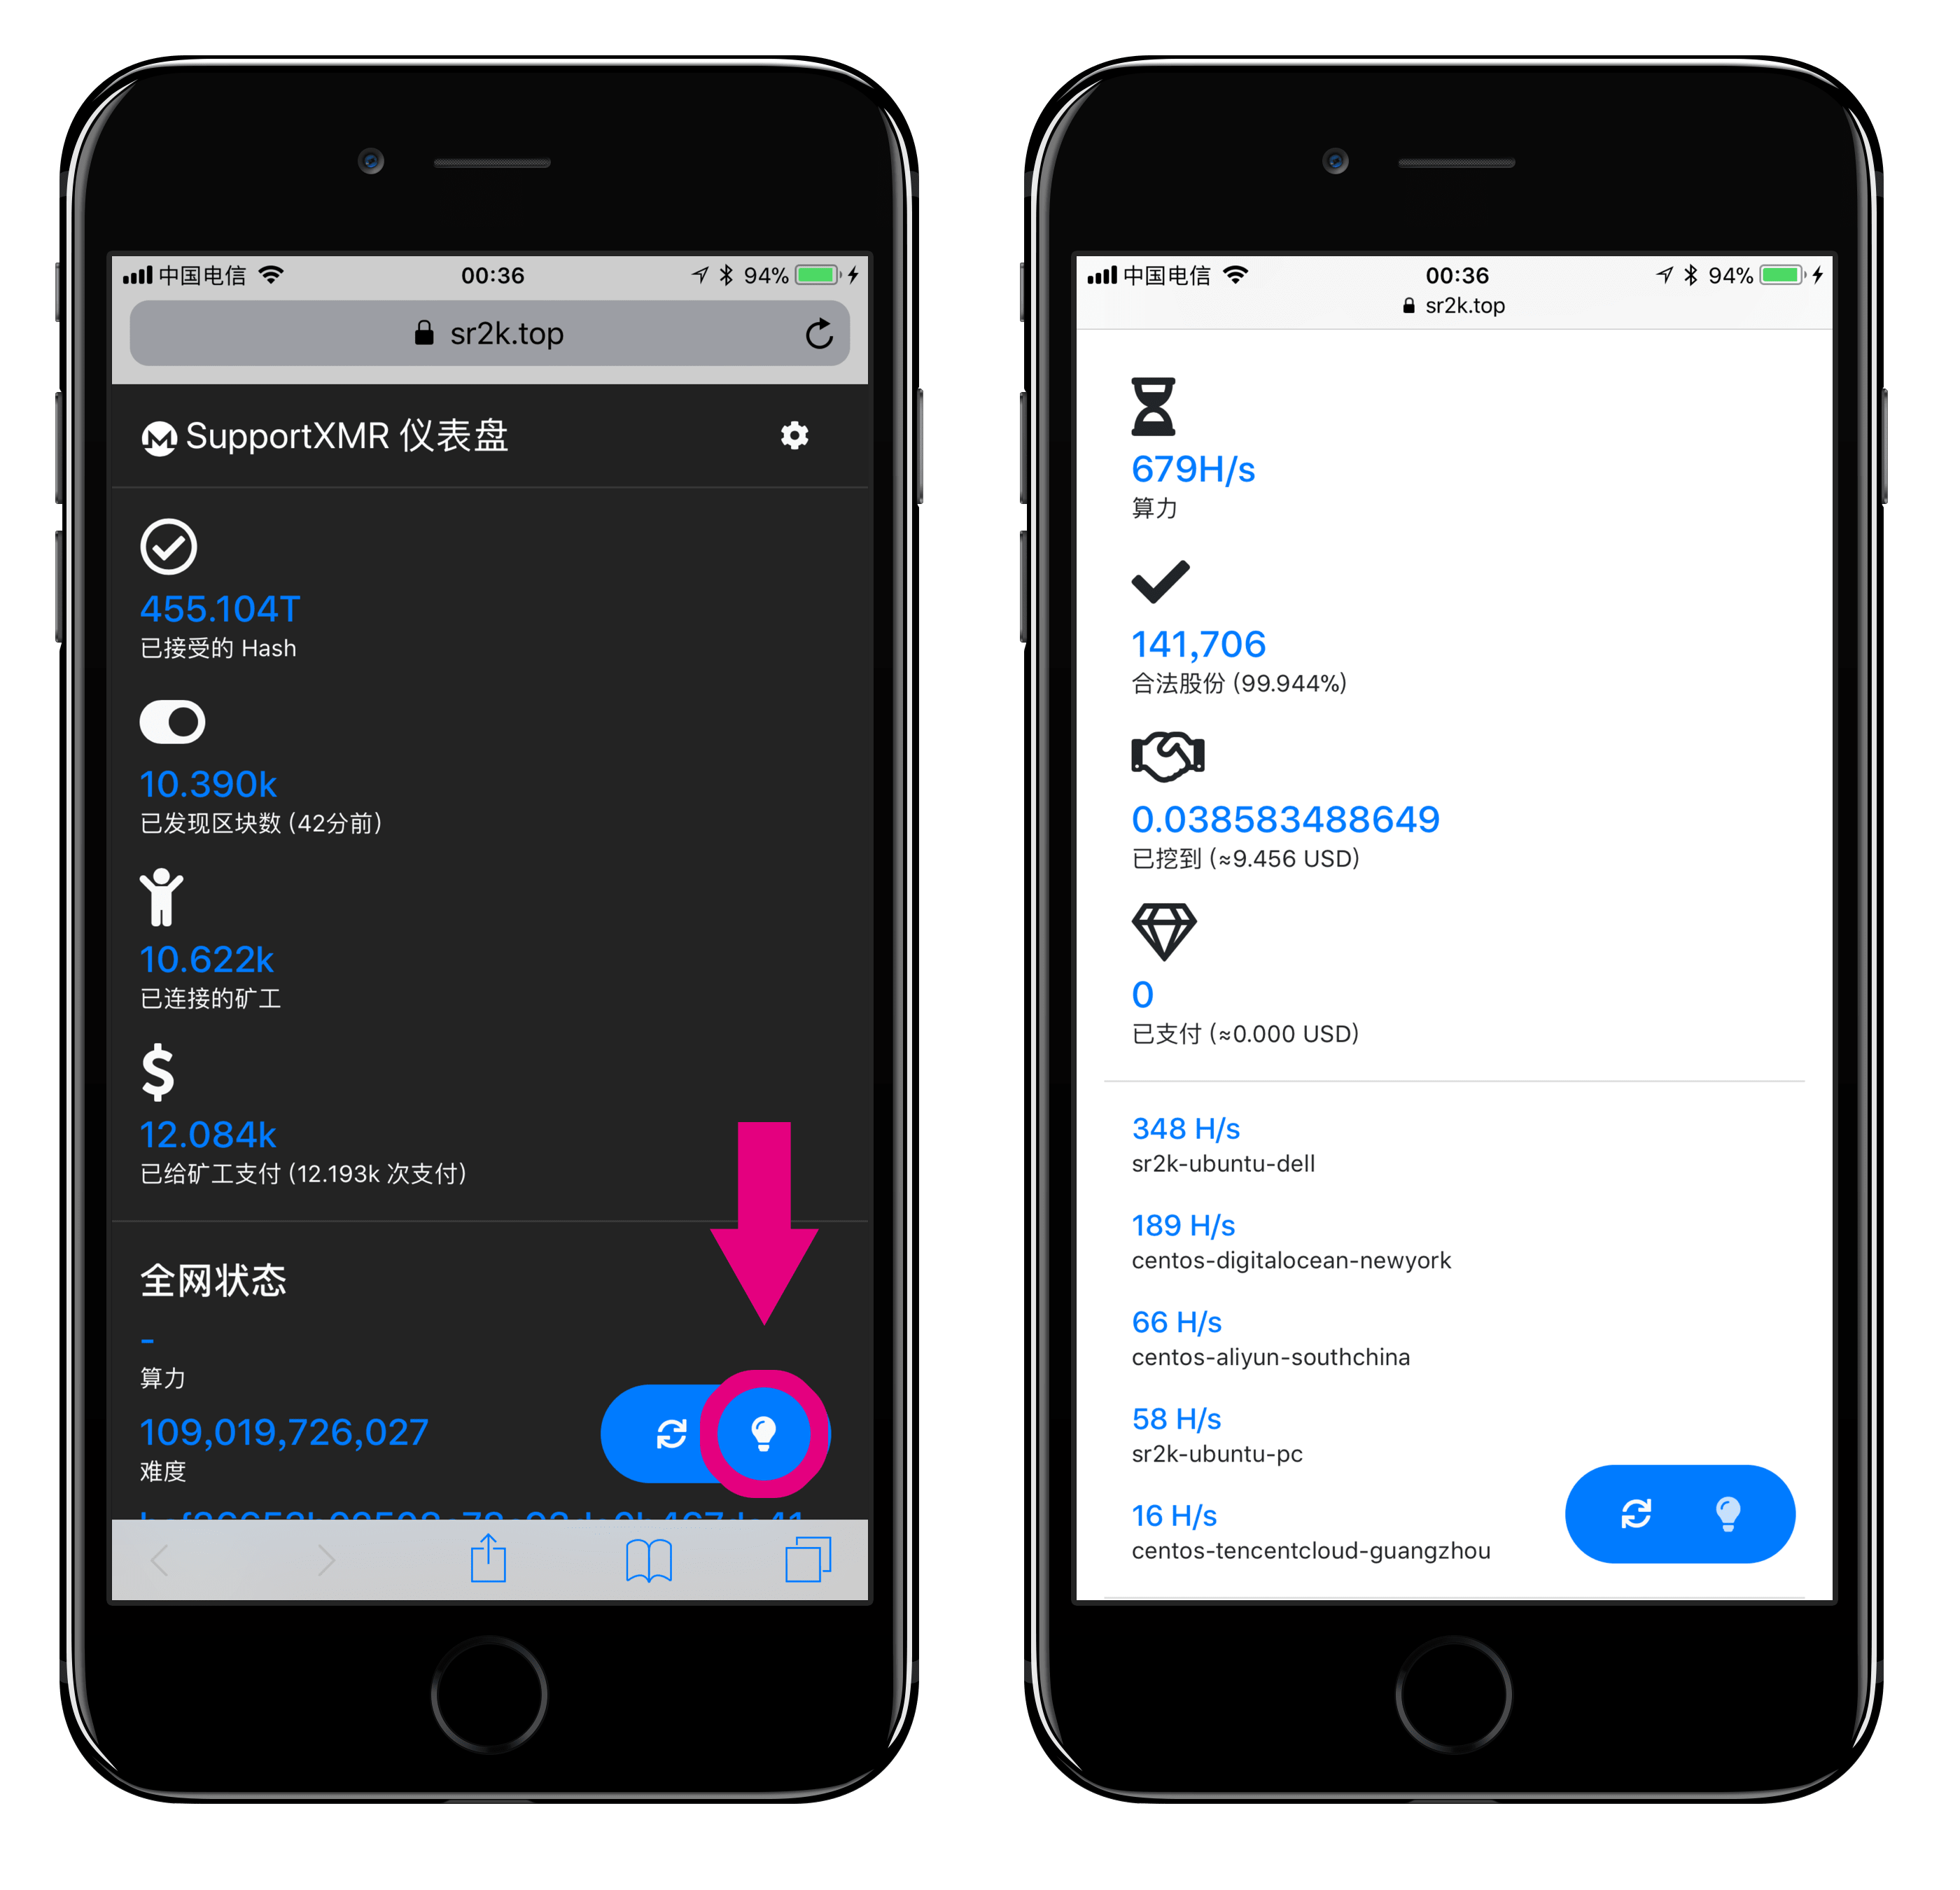 中国电信
00:36
94%
sr2k.top
SupportXMR 仪表盘
455.104T
已接受的 Hash
10.390k
已发现区块数 (42分前)
10.622k
已连接的矿工
12.084k
已给矿工支付 (12.193k 次支付)
全网状态
-
算力
109,019,726,027
难度
中国电信
00:36
94%
sr2k.top
679H/s
算力
141,706
合法股份 (99.944%)
0.038583488649
已挖到 (≈9.456 USD)
0
已支付 (≈0.000 USD)
348 H/s
sr2k-ubuntu-dell
189 H/s
centos-digitalocean-newyork
66 H/s
centos-aliyun-southchina
58 H/s
sr2k-ubuntu-pc
16 H/s
centos-tencentcloud-guangzhou